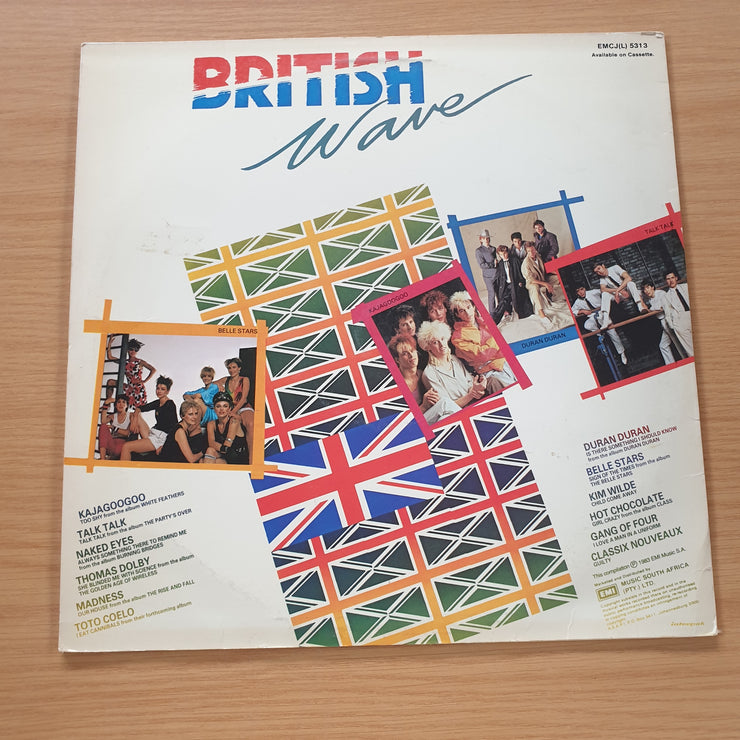 EMCJ(L) 5313
Available on Cassette.
BRITISH
Wave
BELLE STARS
KAJAGOOGOO
DURAN DURAN
TALK TALK
KAJAGOOGOO
TOO SHY from the album WHITE FEATHERS
TALK TALK
TALK TALK from the album THE PARTY'S OVER
NAKED EYES
ALWAYS SOMETHING THERE TO REMIND ME
from the album BURNING BRIDGES
THOMAS DOLBY
SHE BLINDED ME WITH SCIENCE from the album
THE GOLDEN AGE OF WIRELESS
MADNESS
OUR HOUSE from the album THE RISE AND FALL
TOTO COELO
I EAT CANNIBALS from their forthcoming album
DURAN DURAN
IS THERE SOMETHING I SHOULD KNOW
from the album DURAN DURAN
BELLE STARS
SIGN OF THE TIMES from the album
THE BELLE STARS
KIM WILDE
CHILD COME AWAY
HOT CHOCOLATE
GIRL CRAZY from the album CLASS
GANG OF FOUR
I LOVE A MAN IN A UNIFORM
CLASSIX NOUVEAUX
GUILTY
This compilation Ⓟ 1983 EMI Music S.A.
Marketed and Distributed by
EMI
MUSIC SOUTH AFRICA
(PTY.) LTD.
Interpak